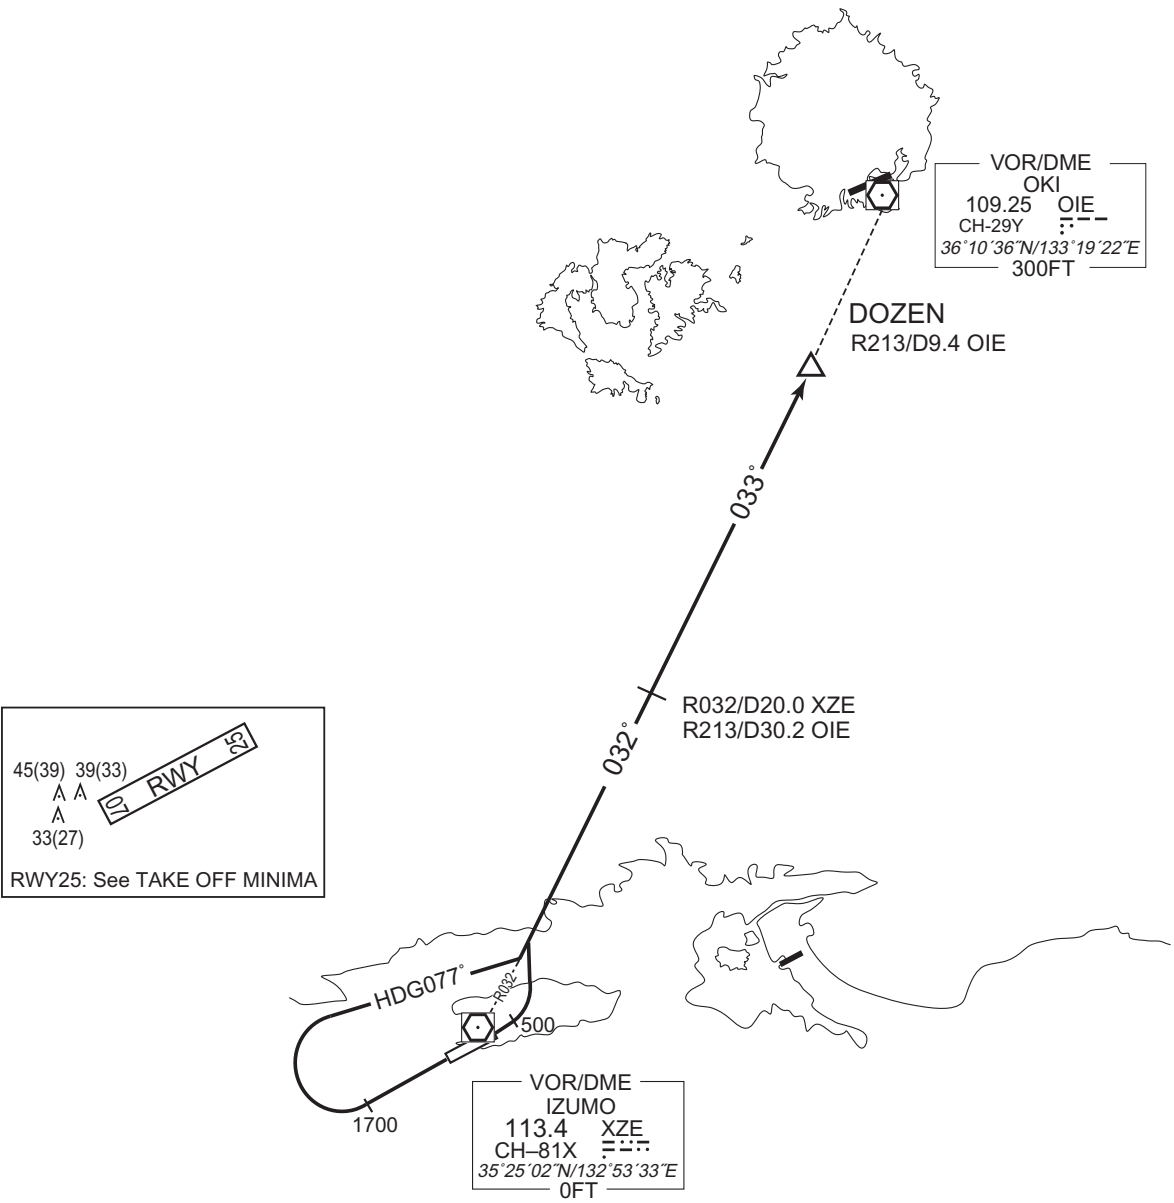 VOR/DME
OKI
109.25 OIE
CH-29Y
36°10´36˝N/133°19´22˝E
300FT
DOZEN
R213/D9.4 OIE
033°
R032/D20.0 XZE
R213/D30.2 OIE
032°
45(39) 39(33)
33(27)
07 RWY 25
RWY25: See TAKE OFF MINIMA
HDG077°
R032
500
1700
VOR/DME
IZUMO
113.4 XZE
CH–81X
35°25´02˝N/132°53´33˝E
0FT